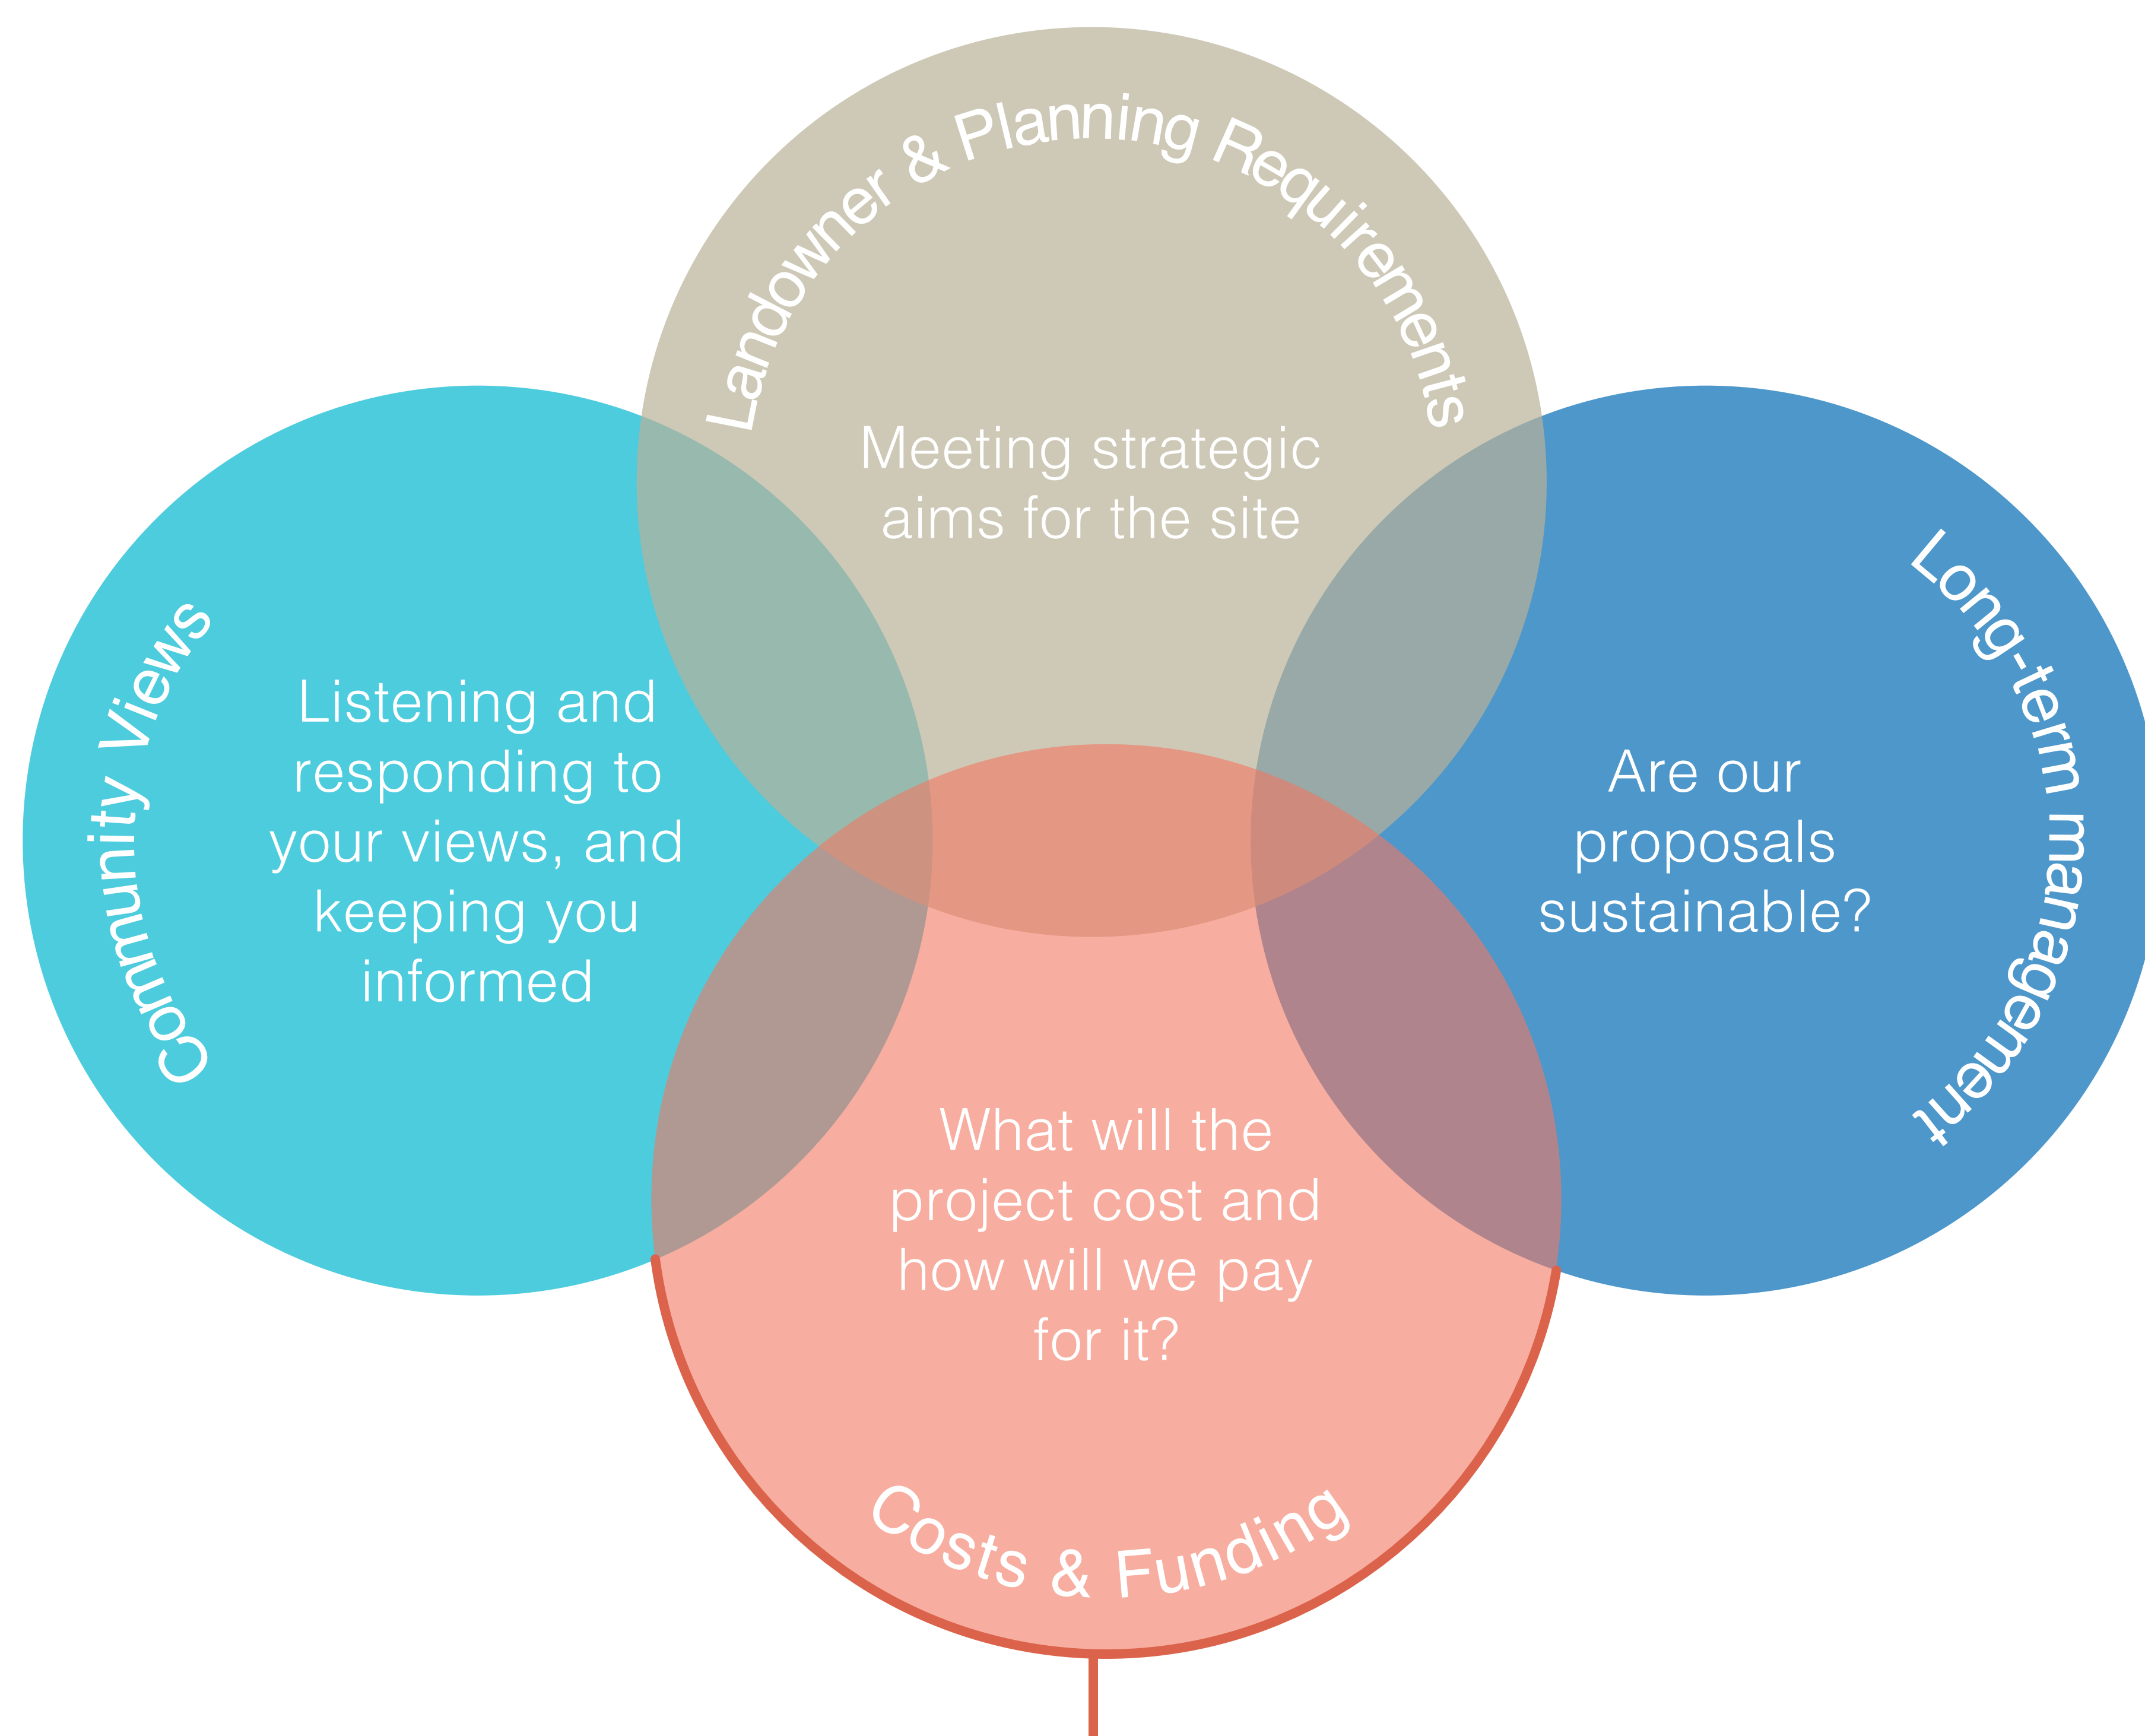 Landowner & Planning Requirements
Meeting strategic
aims for the site
Community Views
Listening and
responding to
your views, and
keeping you
informed
Long-term management
Are our
proposals
sustainable?
What will the
project cost and
how will we pay
for it?
Costs & Funding